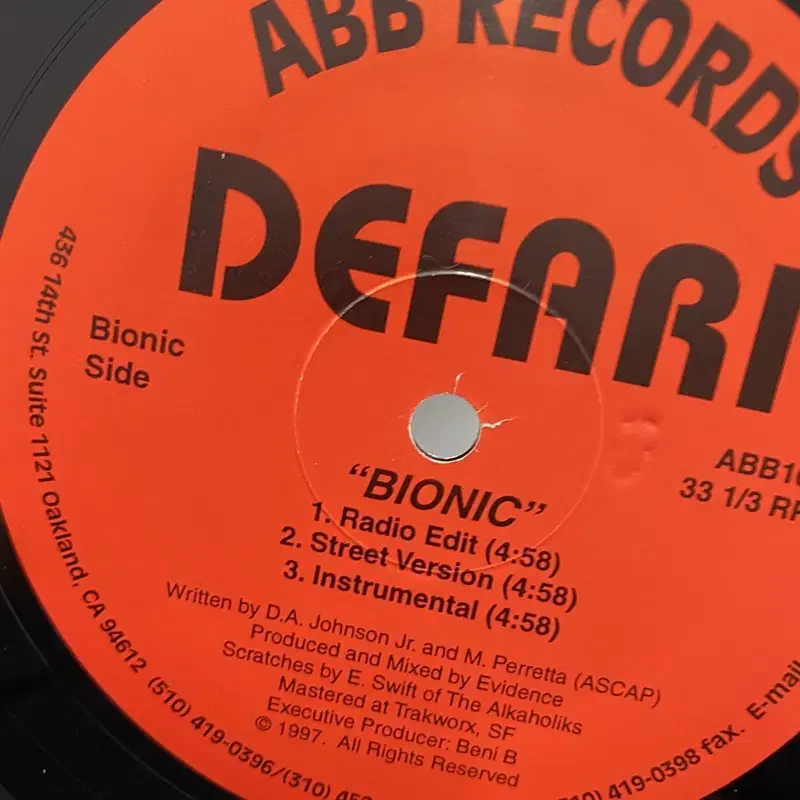 ABB RECORDS
DEFARI
Bionic
Side
ABB10
33 1/3 RP
"BIONIC"
1. Radio Edit (4:58)
2. Street Version (4:58)
3. Instrumental (4:58)
Written by D.A. Johnson Jr. and M. Perretta (ASCAP)
Produced and Mixed by Evidence
Scratches by E. Swift of The Alkaholiks
Mastered at Trakworx, SF
Executive Producer: Beni B
© 1997. All Rights Reserved
436 14th St. Suite 1121 Oakland, CA 94612 (510) 419-0396/(310) 419-0398 fax. E-mail